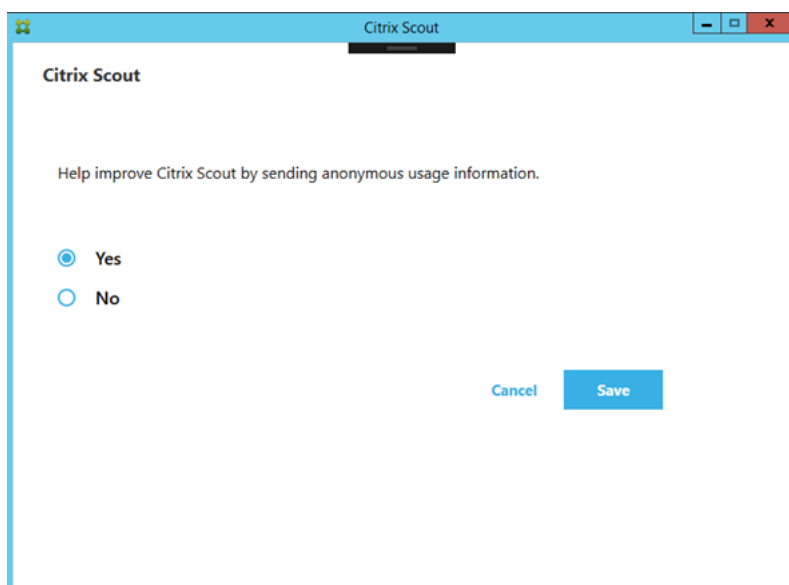 Citrix Scout
Citrix Scout
Help improve Citrix Scout by sending anonymous usage information.
Yes
No
Cancel Save